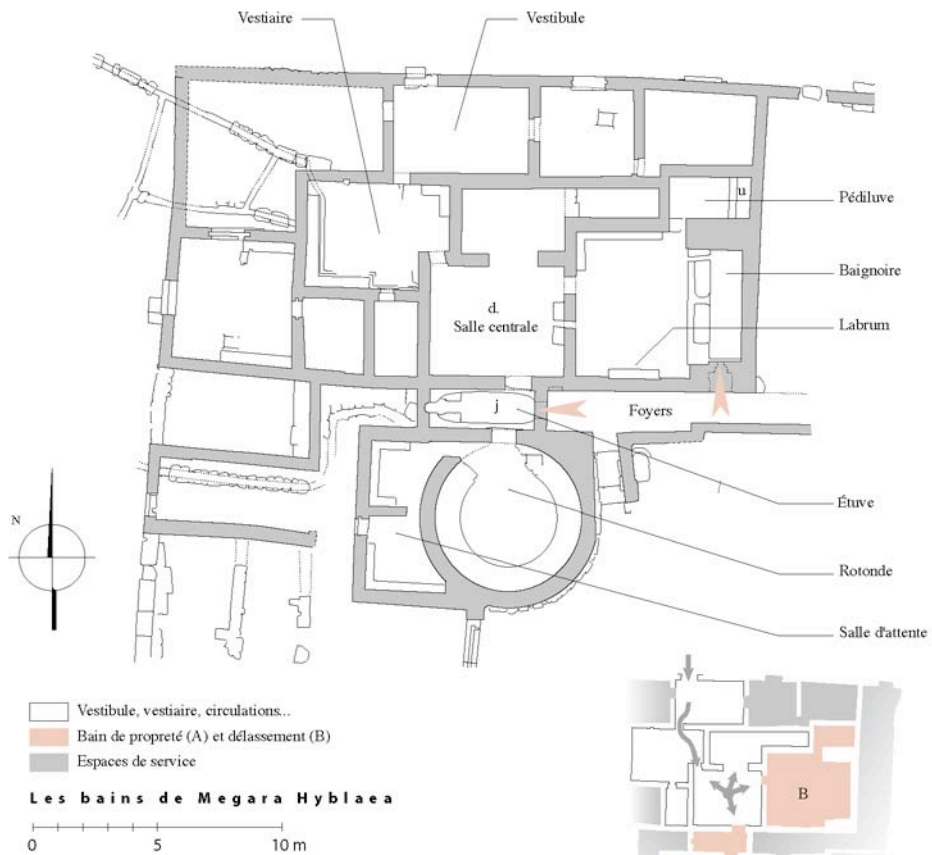 Vestiaire
Vestibule
u
Pédiluve
Baignoire
d.
Salle centrale
Labrum
j
Foyers
Étuve
N
Rotonde
Salle d'attente
Vestibule, vestiaire, circulations...
Bain de propreté (A) et délassement (B)
Espaces de service
B
Les bains de Megara Hyblaea
0 5 10 m